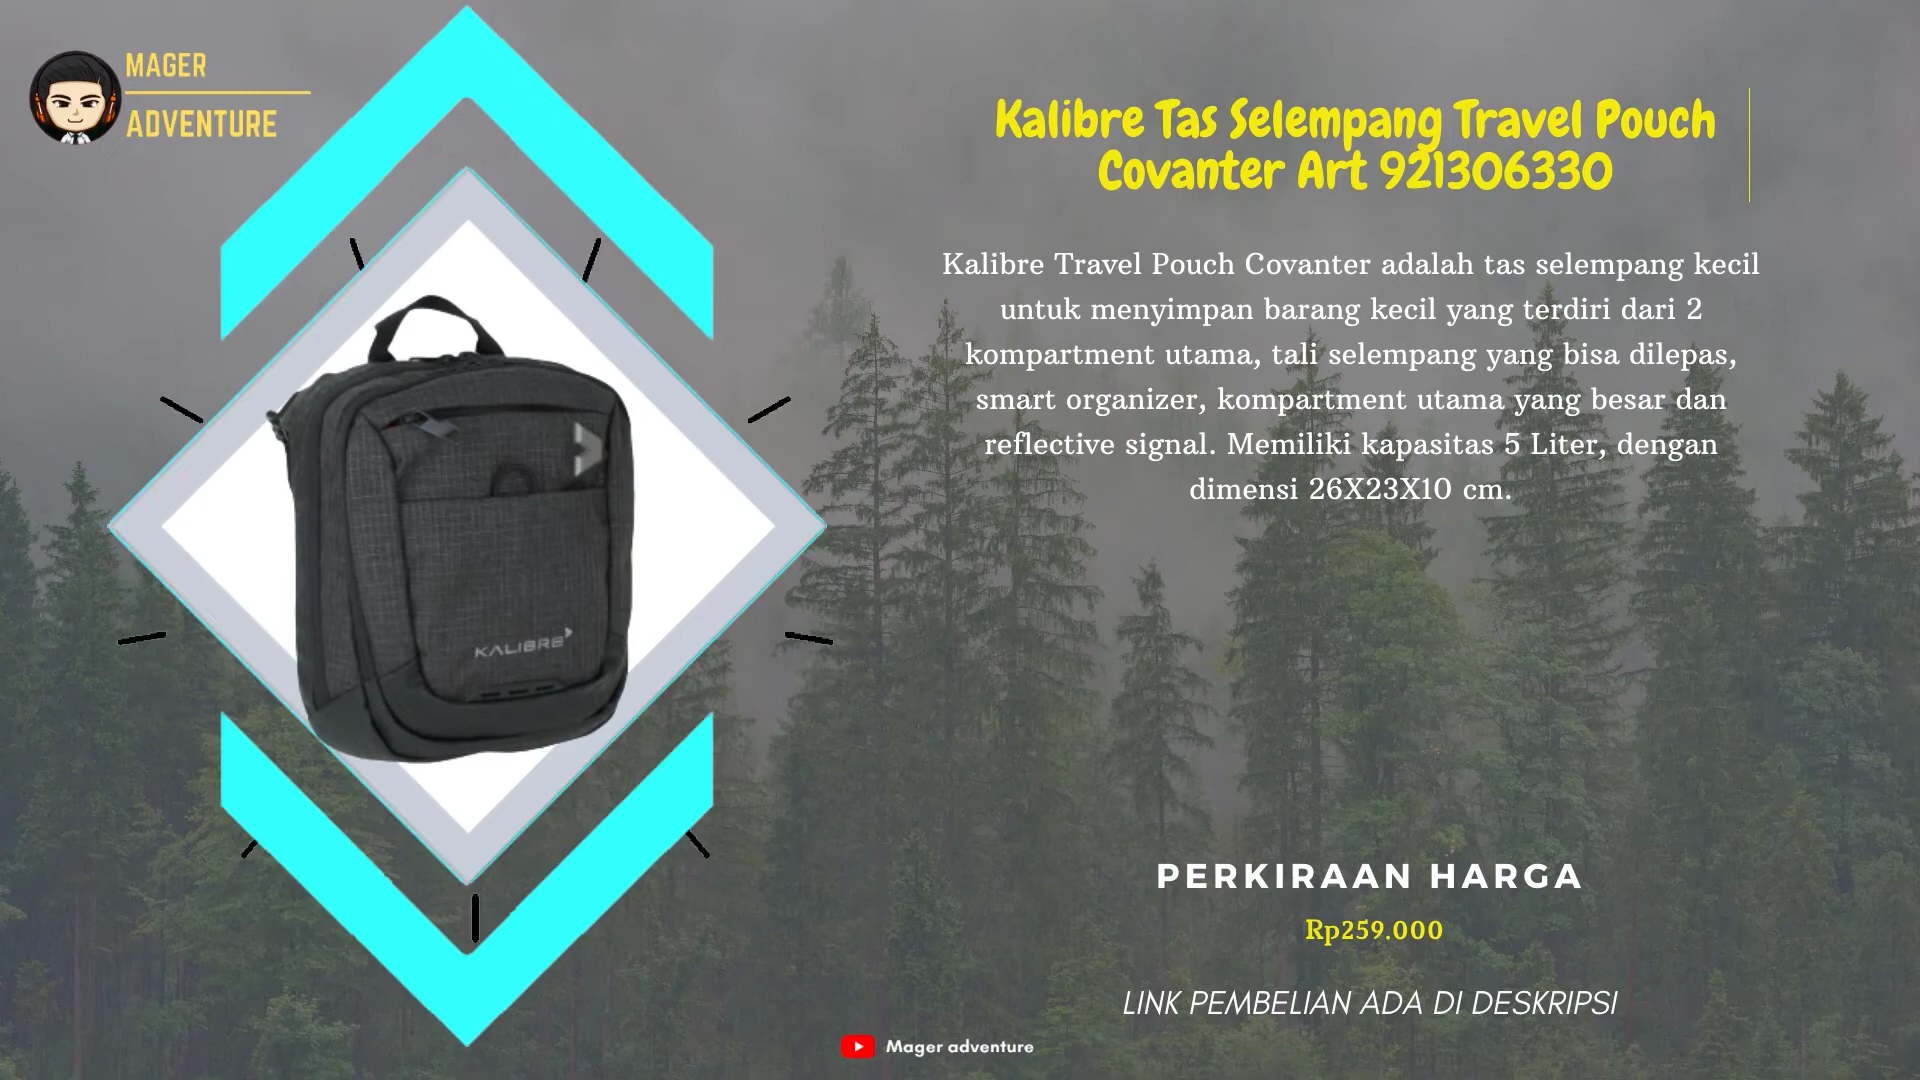 MAGER
ADVENTURE
Kalibre Tas Selempang Travel Pouch
Covanter Art 921306330
Kalibre Travel Pouch Covanter adalah tas selempang kecil
untuk menyimpan barang kecil yang terdiri dari 2
kompartment utama, tali selempang yang bisa dilepas,
smart organizer, kompartment utama yang besar dan
reflective signal. Memiliki kapasitas 5 Liter, dengan
dimensi 26X23X10 cm.
KALIBRE
PERKIRAAN HARGA
Rp259.000
LINK PEMBELIAN ADA DI DESKRIPSI
Mager adventure